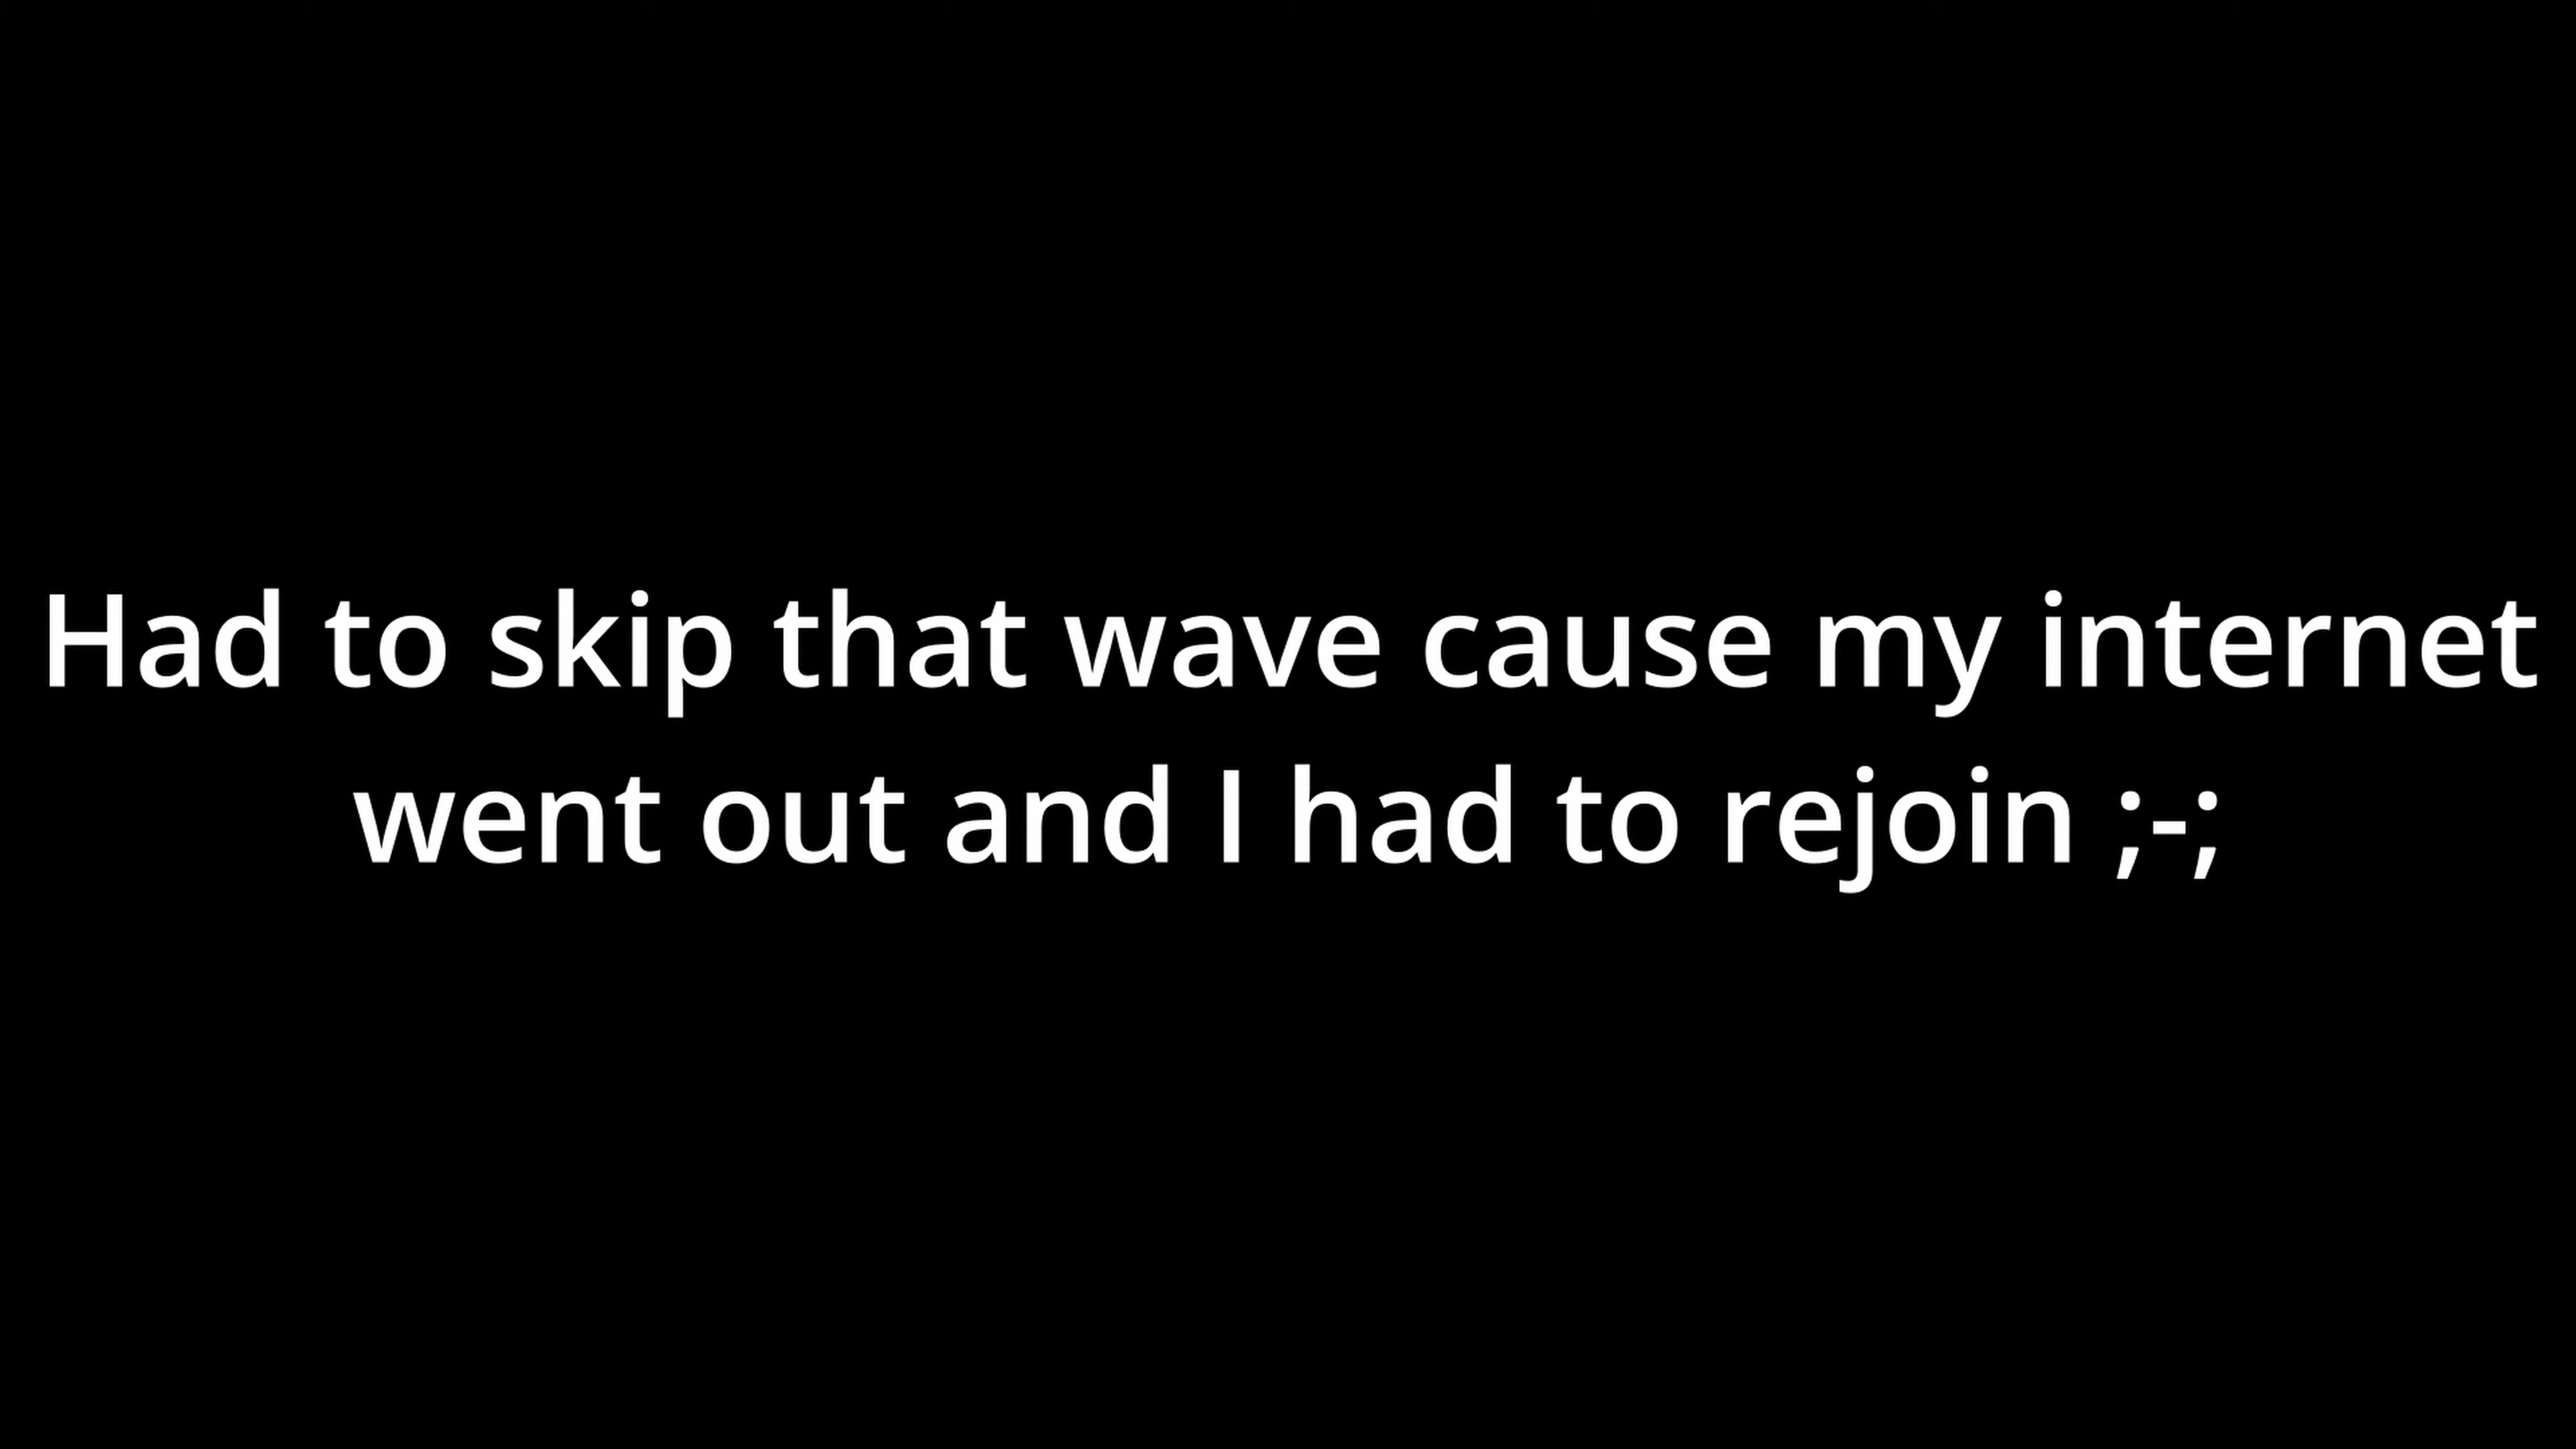 Had to skip that wave cause my internet
went out and I had to rejoin ;-;